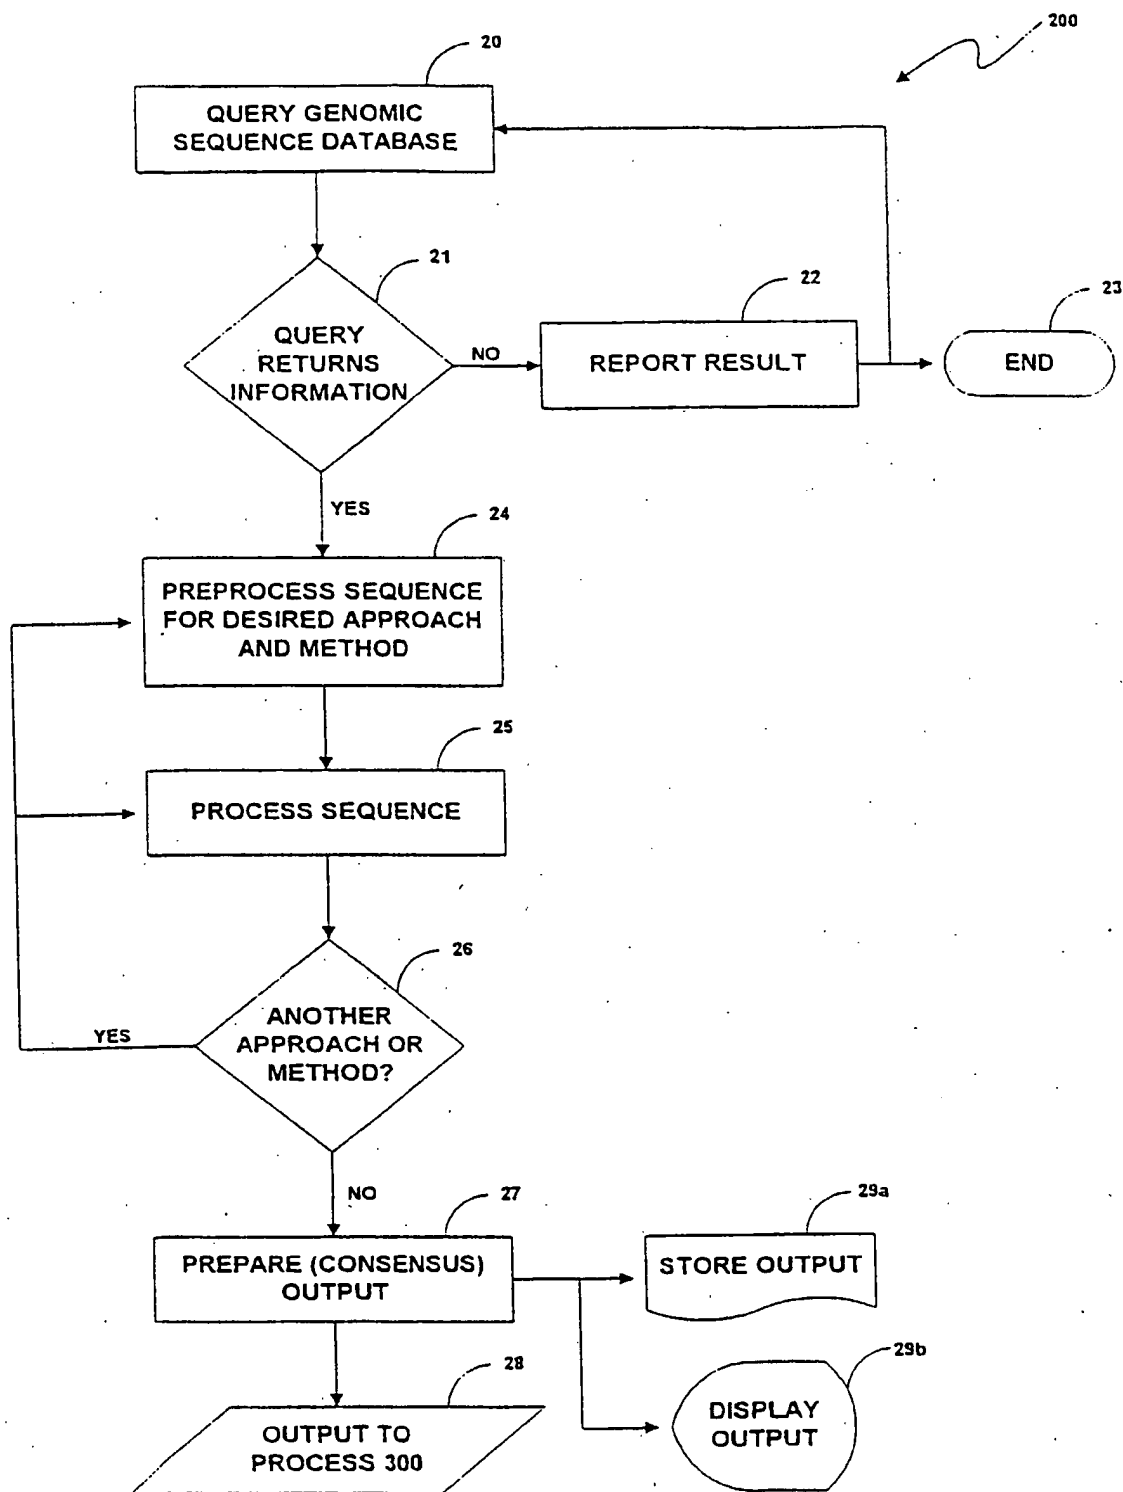 200
20
QUERY GENOMIC
SEQUENCE DATABASE
21
QUERY
RETURNS
INFORMATION
NO
22
REPORT RESULT
23
END
YES
24
PREPROCESS SEQUENCE
FOR DESIRED APPROACH
AND METHOD
25
PROCESS SEQUENCE
26
ANOTHER
APPROACH OR
METHOD?
YES
NO
27
PREPARE (CONSENSUS)
OUTPUT
29a
STORE OUTPUT
28
OUTPUT TO
PROCESS 300
29b
DISPLAY
OUTPUT